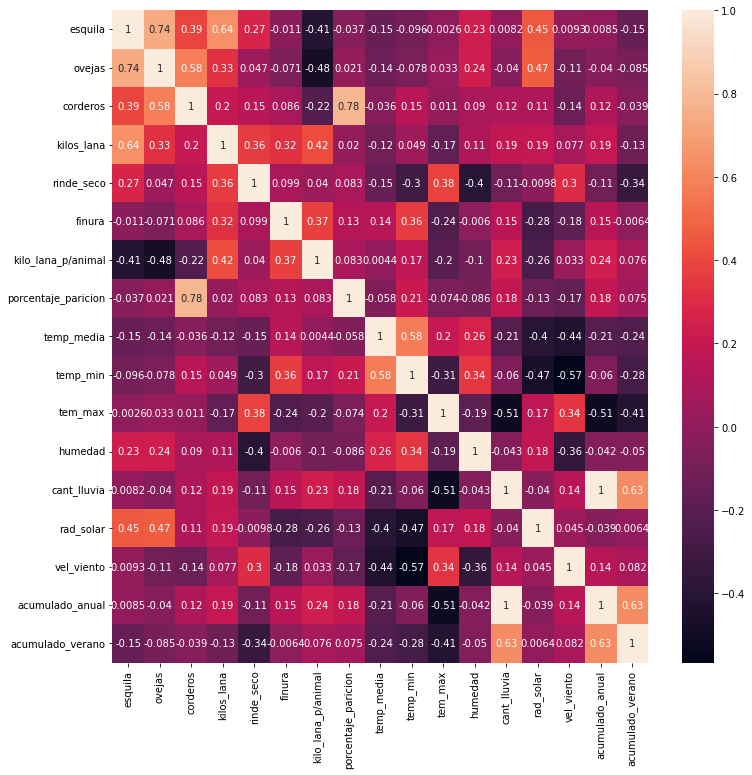 esquila 1 0.74 0.39 0.64 0.27 -0.011 -0.41 -0.037 -0.15 -0.096 0.0026 0.23 0.0082 0.45 0.0093 0.0085 -0.15
ovejas 0.74 1 0.58 0.33 0.047 -0.071 -0.48 0.021 -0.14 -0.078 0.033 0.24 -0.04 0.47 -0.11 -0.04 -0.085
corderos 0.39 0.58 1 0.2 0.15 0.086 -0.22 0.78 -0.036 0.15 0.011 0.09 0.12 0.11 -0.14 0.12 -0.039
kilos_lana 0.64 0.33 0.2 1 0.36 0.32 0.42 0.02 -0.12 0.049 -0.17 0.11 0.19 0.19 0.077 0.19 -0.13
rinde_seco 0.27 0.047 0.15 0.36 1 0.099 0.04 0.083 -0.15 -0.3 0.38 -0.4 -0.11 -0.0098 0.3 -0.11 -0.34
finura -0.011 -0.071 0.086 0.32 0.099 1 0.37 0.13 0.14 0.36 -0.24 -0.006 0.15 -0.28 -0.18 0.15 -0.0064
kilo_lana_p/animal -0.41 -0.48 -0.22 0.42 0.04 0.37 1 0.083 0.0044 0.17 -0.2 -0.1 0.23 -0.26 0.033 0.24 0.076
porcentaje_paricion -0.037 0.021 0.78 0.02 0.083 0.13 0.083 1 -0.058 0.21 -0.074 -0.086 0.18 -0.13 -0.17 0.18 0.075
temp_media -0.15 -0.14 -0.036 -0.12 -0.15 0.14 0.0044 -0.058 1 0.58 0.2 0.26 -0.21 -0.4 -0.44 -0.21 -0.24
temp_min -0.096 -0.078 0.15 0.049 -0.3 0.36 0.17 0.21 0.58 1 -0.31 0.34 -0.06 -0.47 -0.57 -0.06 -0.28
tem_max -0.0026 0.033 0.011 -0.17 0.38 -0.24 -0.2 -0.074 0.2 -0.31 1 -0.19 -0.51 0.17 0.34 -0.51 -0.41
humedad 0.23 0.24 0.09 0.11 -0.4 -0.006 -0.1 -0.086 0.26 0.34 -0.19 1 -0.043 0.18 -0.36 -0.042 -0.05
cant_lluvia 0.0082 -0.04 0.12 0.19 -0.11 0.15 0.23 0.18 -0.21 -0.06 -0.51 -0.043 1 -0.04 0.14 1 0.63
rad_solar 0.45 0.47 0.11 0.19 -0.0098 -0.28 -0.26 -0.13 -0.4 -0.47 0.17 0.18 -0.04 1 0.045 -0.039 0.0064
vel_viento 0.0093 -0.11 -0.14 0.077 0.3 -0.18 0.033 -0.17 -0.44 -0.57 0.34 -0.36 0.14 0.045 1 0.14 0.082
acumulado_anual 0.0085 -0.04 0.12 0.19 -0.11 0.15 0.24 0.18 -0.21 -0.06 -0.51 -0.042 1 -0.039 0.14 1 0.63
acumulado_verano -0.15 -0.085 -0.039 -0.13 -0.34 -0.0064 0.076 0.075 -0.24 -0.28 -0.41 -0.05 0.63 0.0064 0.082 0.63 1
esquila
ovejas
corderos
kilos_lana
rinde_seco
finura
kilo_lana_p/animal
porcentaje_paricion
temp_media
temp_min
tem_max
humedad
cant_lluvia
rad_solar
vel_viento
acumulado_anual
acumulado_verano
1.0
0.8
0.6
0.4
0.2
0.0
−0.2
−0.4